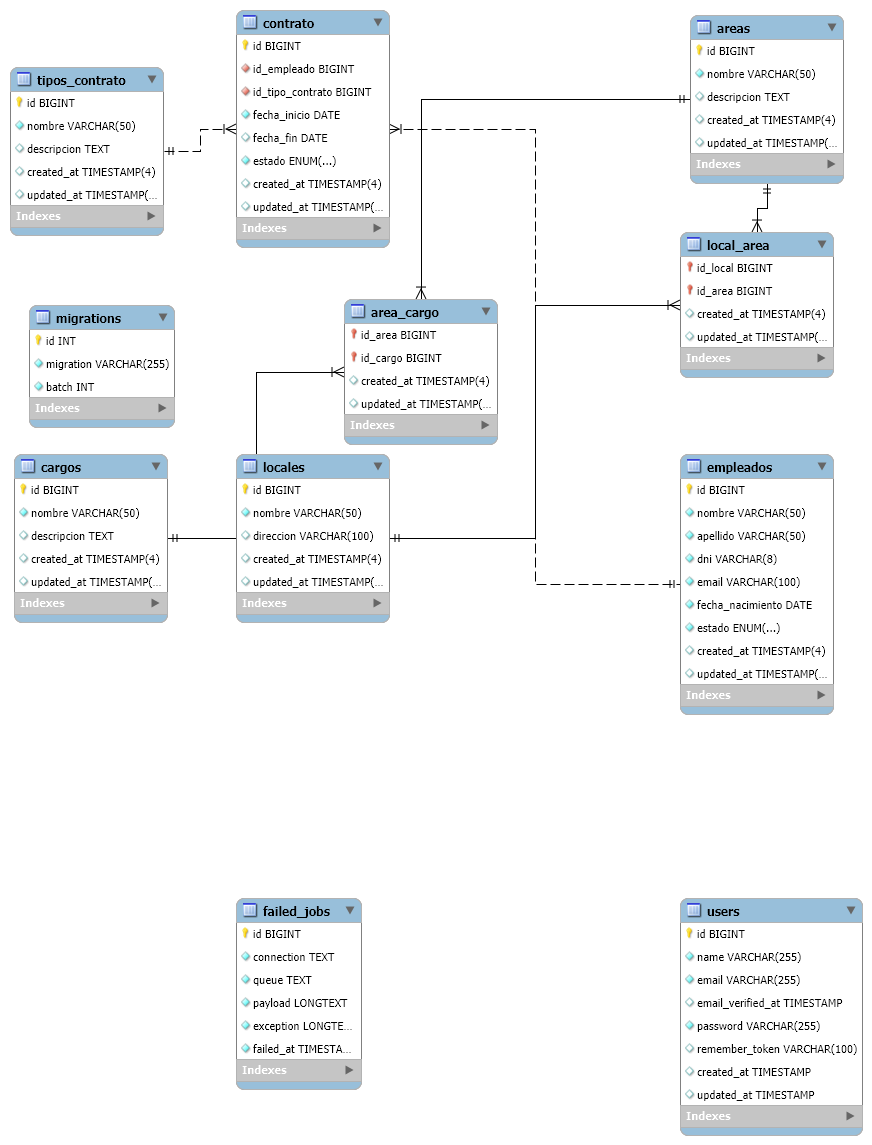 contrato
id BIGINT
id_empleado BIGINT
id_tipo_contrato BIGINT
fecha_inicio DATE
fecha_fin DATE
estado ENUM(...)
created_at TIMESTAMP(4)
updated_at TIMESTAMP(...
Indexes
areas
id BIGINT
nombre VARCHAR(50)
descripcion TEXT
created_at TIMESTAMP(4)
updated_at TIMESTAMP(...
Indexes
tipos_contrato
id BIGINT
nombre VARCHAR(50)
descripcion TEXT
created_at TIMESTAMP(4)
updated_at TIMESTAMP(...
Indexes
local_area
id_local BIGINT
id_area BIGINT
created_at TIMESTAMP(4)
updated_at TIMESTAMP(...
Indexes
migrations
id INT
migration VARCHAR(255)
batch INT
Indexes
area_cargo
id_area BIGINT
id_cargo BIGINT
created_at TIMESTAMP(4)
updated_at TIMESTAMP(...
Indexes
cargos
id BIGINT
nombre VARCHAR(50)
descripcion TEXT
created_at TIMESTAMP(4)
updated_at TIMESTAMP(...
Indexes
locales
id BIGINT
nombre VARCHAR(50)
direccion VARCHAR(100)
created_at TIMESTAMP(4)
updated_at TIMESTAMP(...
Indexes
empleados
id BIGINT
nombre VARCHAR(50)
apellido VARCHAR(50)
dni VARCHAR(8)
email VARCHAR(100)
fecha_nacimiento DATE
estado ENUM(...)
created_at TIMESTAMP(4)
updated_at TIMESTAMP(...
Indexes
failed_jobs
id BIGINT
connection TEXT
queue TEXT
payload LONGTEXT
exception LONGTE...
failed_at TIMESTA...
Indexes
users
id BIGINT
name VARCHAR(255)
email VARCHAR(255)
email_verified_at TIMESTAMP
password VARCHAR(255)
remember_token VARCHAR(100)
created_at TIMESTAMP
updated_at TIMESTAMP
Indexes